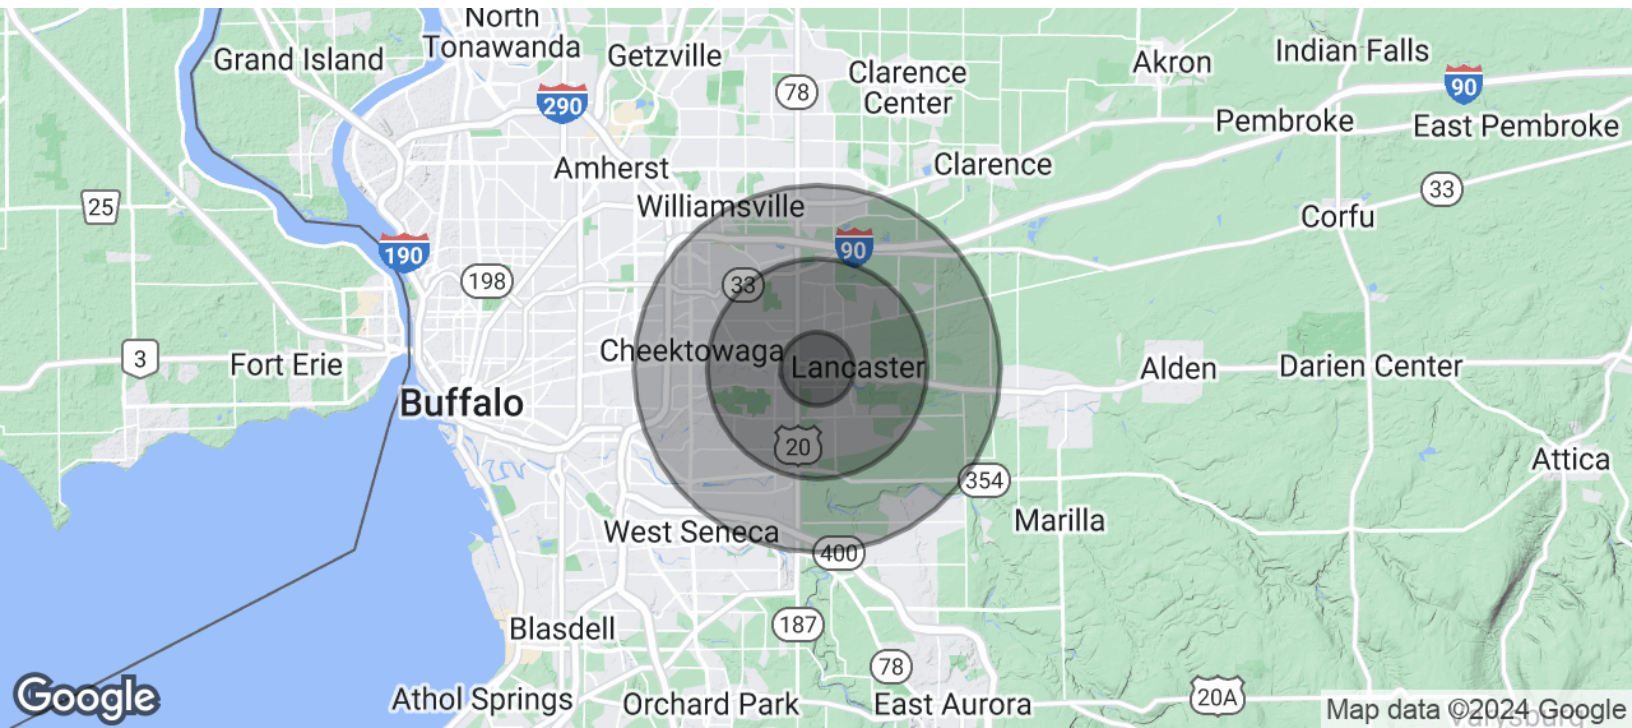 North
Tonawanda
Grand Island
Getzville
Indian Falls
Akron
Clarence
Center
78
90
290
Pembroke
East Pembroke
Amherst
Clarence
33
25
Williamsville
Corfu
190
90
198
33
3
Fort Erie
Cheektowaga
Lancaster
Alden
Darien Center
Buffalo
20
Attica
354
Marilla
West Seneca
400
Blasdell
187
78
Athol Springs
Orchard Park
East Aurora
20A
Google
Map data ©2024 Google